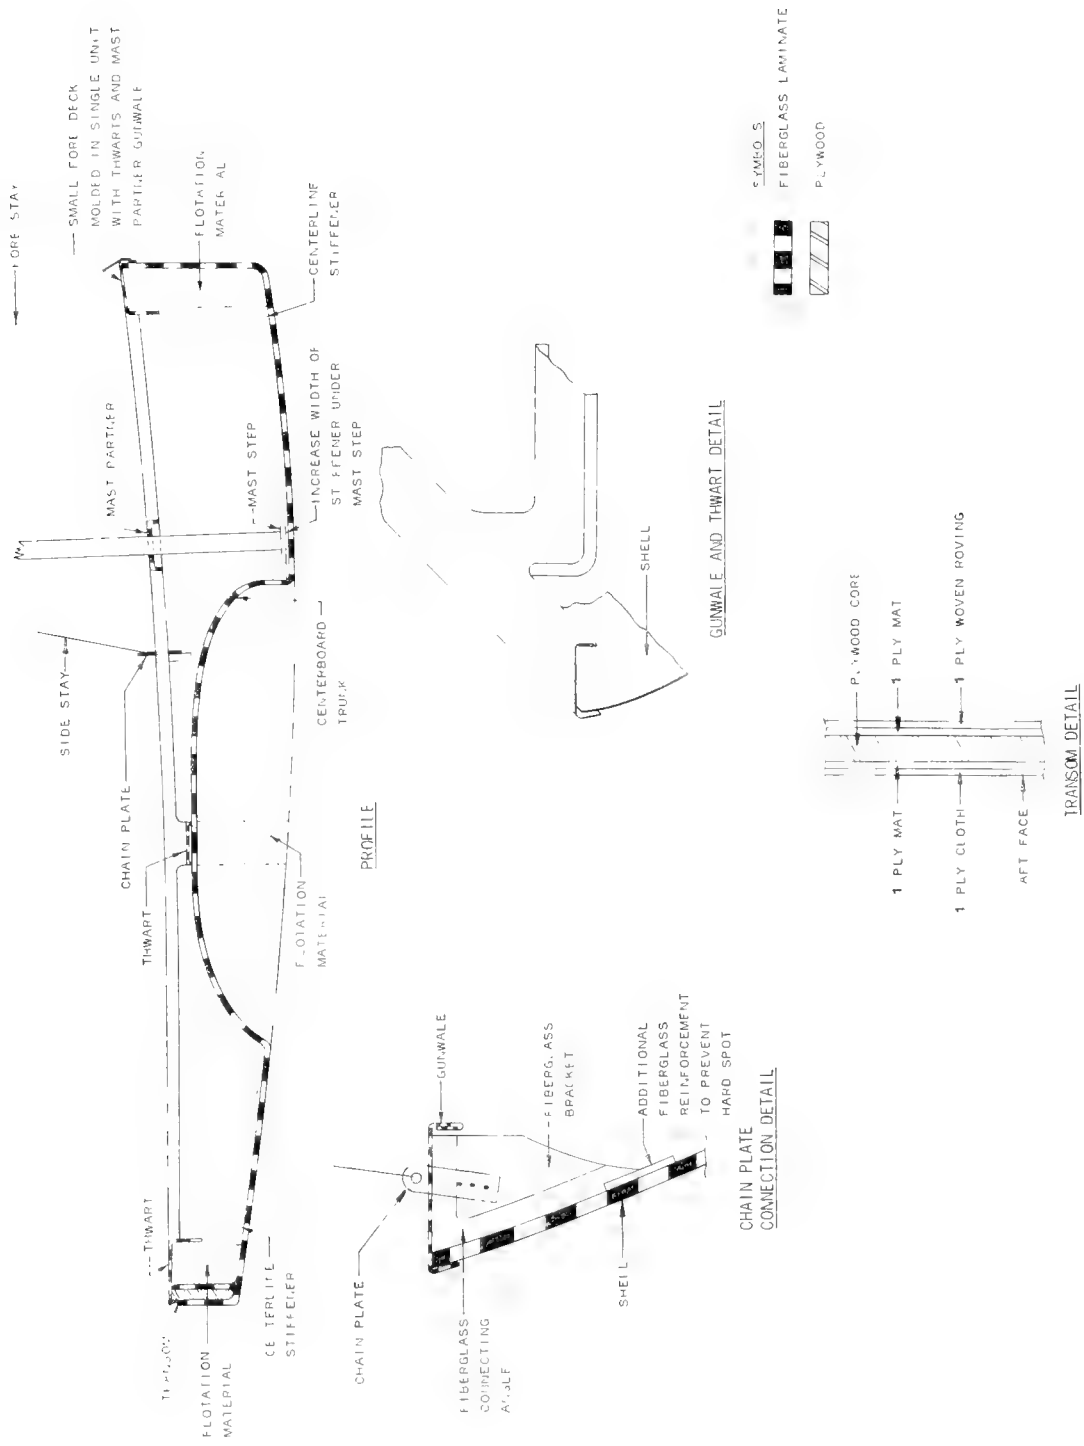 FORE STAY
SMALL FORE DECK
MOLDED IN SINGLE UNIT
WITH THWARTS AND MAST
PARTNER GUNWALE
FLOTATION
MATERIAL
CENTERLINE
STIFFENER
MAST PARTNER
MAST STEP
INCREASE WIDTH OF
STIFFENER UNDER
MAST STEP
SIDE STAY
CHAIN PLATE
CENTERBOARD
TRUNK
THWART
PROFILE
FLOTATION
MATERIAL
THWART
TRANSOM
FLOTATION
MATERIAL
CENTERLINE
STIFFENER
CHAIN PLATE
FIBERGLASS
CONNECTING
ANGLE
GUNWALE
FIBERGLASS
BRACKET
ADDITIONAL
FIBERGLASS
REINFORCEMENT
TO PREVENT
HARD SPOT
SHELL
CHAIN PLATE
CONNECTION DETAIL
SHELL
GUNWALE AND THWART DETAIL
SYMBOLS
FIBERGLASS LAMINATE
PLYWOOD
PLYWOOD CORE
1 PLY MAT
1 PLY WOVEN ROVING
1 PLY MAT
1 PLY CLOTH
AFT FACE
TRANSOM DETAIL